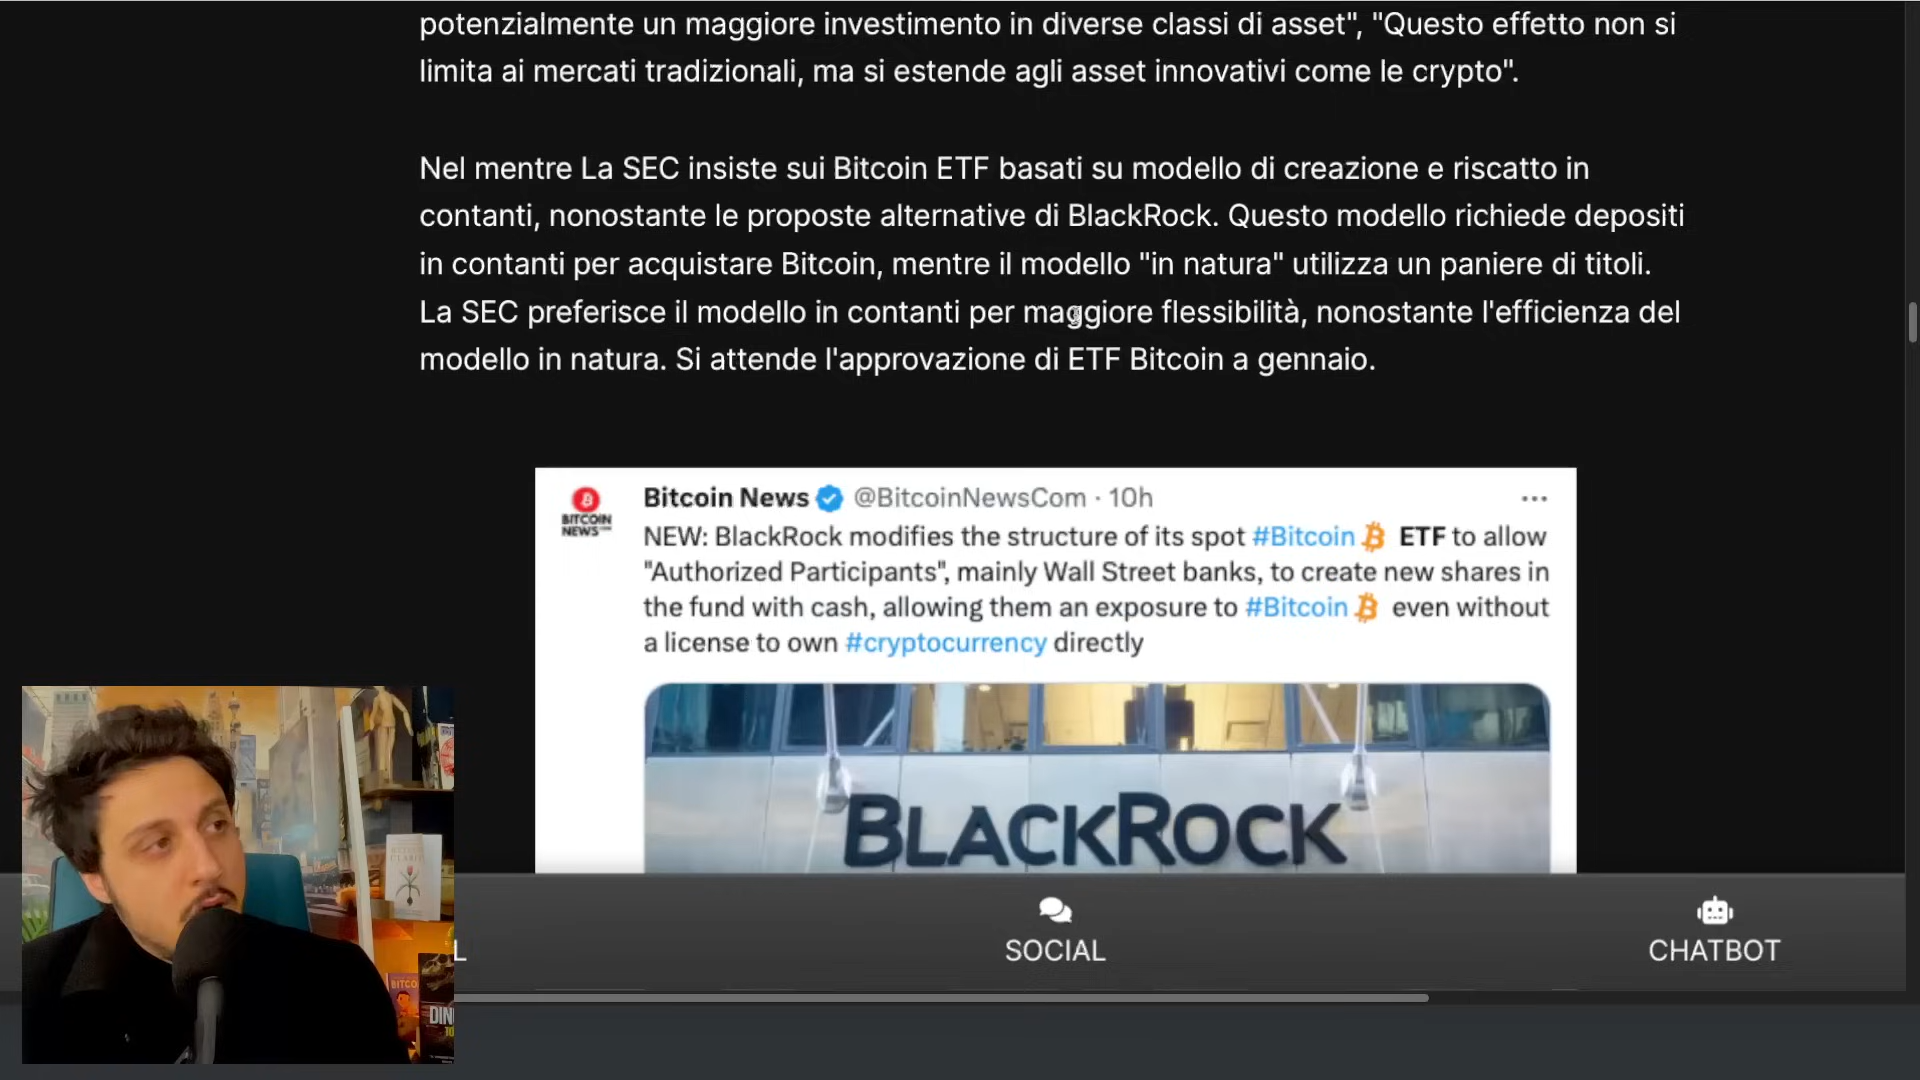 potenzialmente un maggiore investimento in diverse classi di asset", "Questo effetto non si
limita ai mercati tradizionali, ma si estende agli asset innovativi come le crypto".
Nel mentre La SEC insiste sui Bitcoin ETF basati su modello di creazione e riscatto in
contanti, nonostante le proposte alternative di BlackRock. Questo modello richiede depositi
in contanti per acquistare Bitcoin, mentre il modello "in natura" utilizza un paniere di titoli.
La SEC preferisce il modello in contanti per maggiore flessibilità, nonostante l'efficienza del
modello in natura. Si attende l'approvazione di ETF Bitcoin a gennaio.
BITCOIN
NEWS
Bitcoin News @BitcoinNewsCom · 10h
NEW: BlackRock modifies the structure of its spot #Bitcoin ETF to allow
"Authorized Participants", mainly Wall Street banks, to create new shares in
the fund with cash, allowing them an exposure to #Bitcoin even without
a license to own #cryptocurrency directly
BLACKROCK
L
SOCIAL
CHATBOT
BITCO
DIN